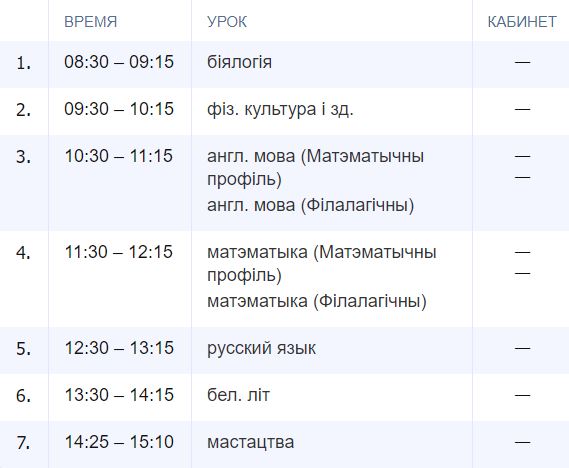 ВРЕМЯ УРОК КАБИНЕТ
1. 08:30 – 09:15 біялогія —
2. 09:30 – 10:15 фіз. культура і зд. —
3. 10:30 – 11:15 англ. мова (Матэматычны —
профіль) —
англ. мова (Філалагічны)
4. 11:30 – 12:15 матэматыка (Матэматычны —
профіль) —
матэматыка (Філалагічны)
5. 12:30 – 13:15 русский язык —
6. 13:30 – 14:15 бел. літ —
7. 14:25 – 15:10 мастацтва —